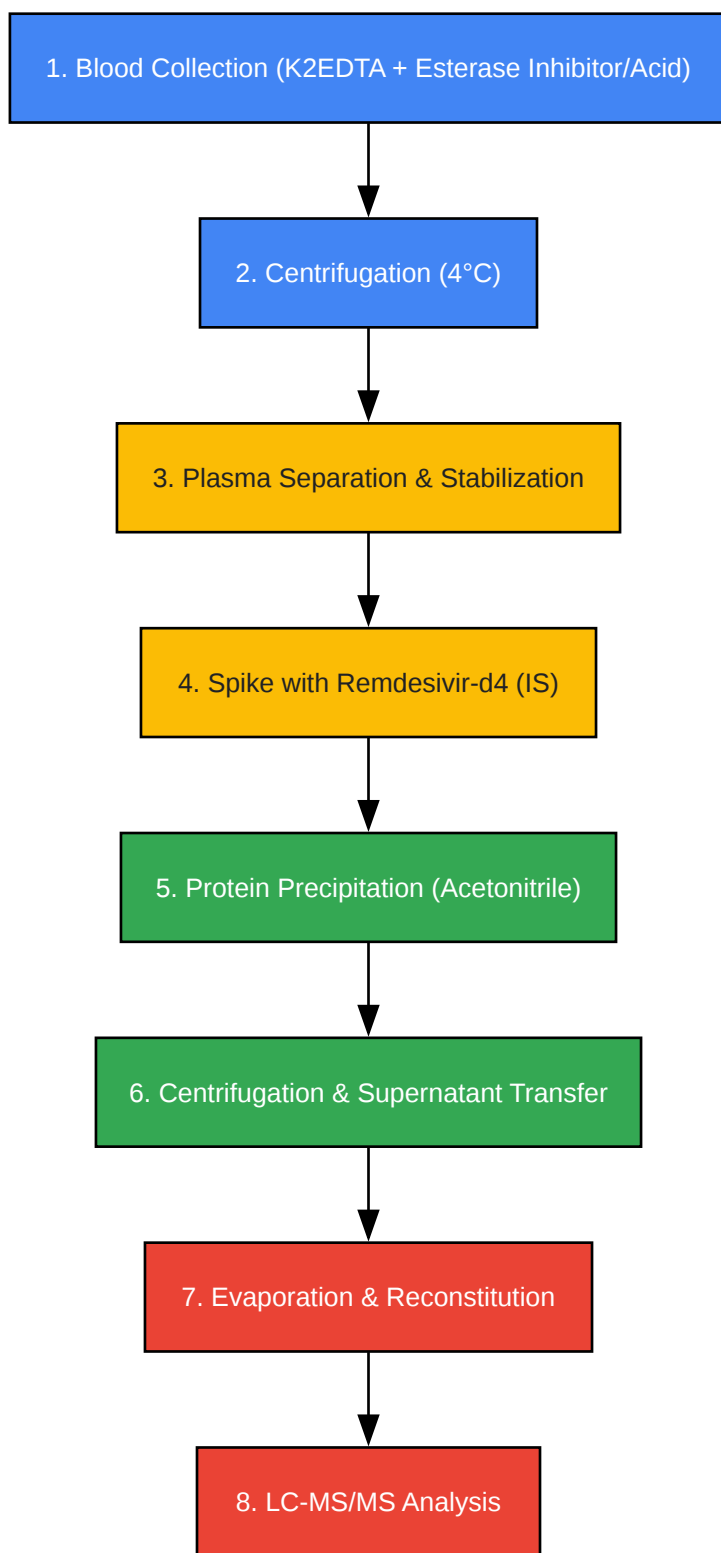 1. Blood Collection (K2EDTA + Esterase Inhibitor/Acid)
2. Centrifugation (4°C)
3. Plasma Separation & Stabilization
4. Spike with Remdesivir-d4 (IS)
5. Protein Precipitation (Acetonitrile)
6. Centrifugation & Supernatant Transfer
7. Evaporation & Reconstitution
8. LC-MS/MS Analysis